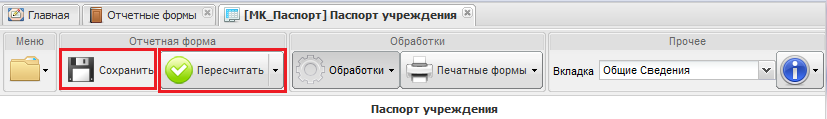 Главная Отчетные формы [МК_Паспорт] Паспорт учреждения
Меню Отчетная форма Обработки Прочее
Сохранить Пересчитать Обработки Печатные формы Вкладка Общие Сведения
Паспорт учреждения